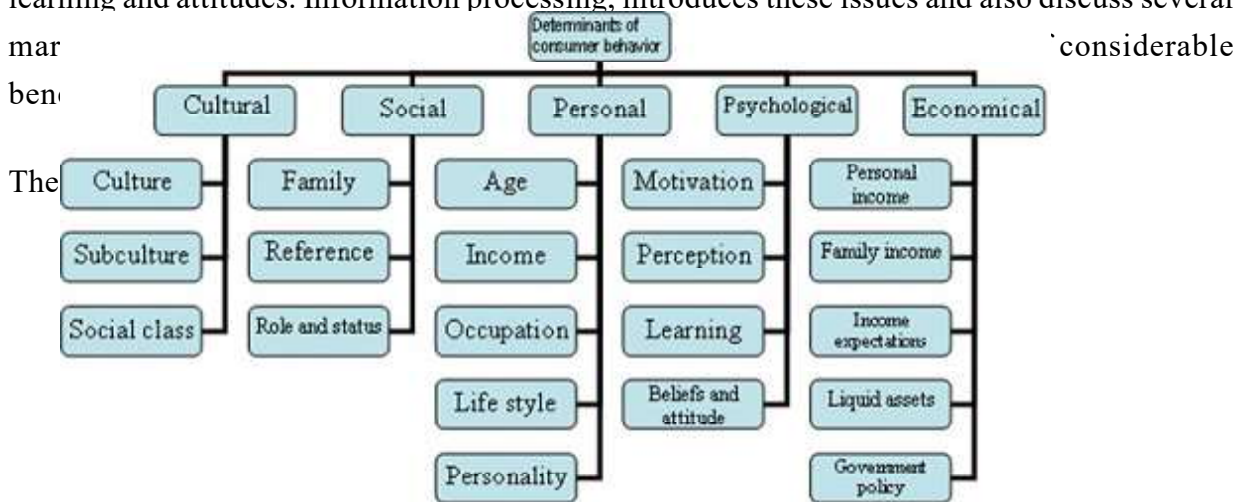 learning and attitudes. Information processing, introduces these issues and also discuss several
Determinants of
consumer behavior
mar
considerable
Cultural
Social
Personal
Psychological
Economical
The
Culture
Subculture
Social class
Family
Reference
Role and status
Age
Income
Occupation
Life style
Personality
Motivation
Perception
Learning
Beliefs and
attitude
Personal
income
Family income
Income
expectations
Liquid assets
Government
policy